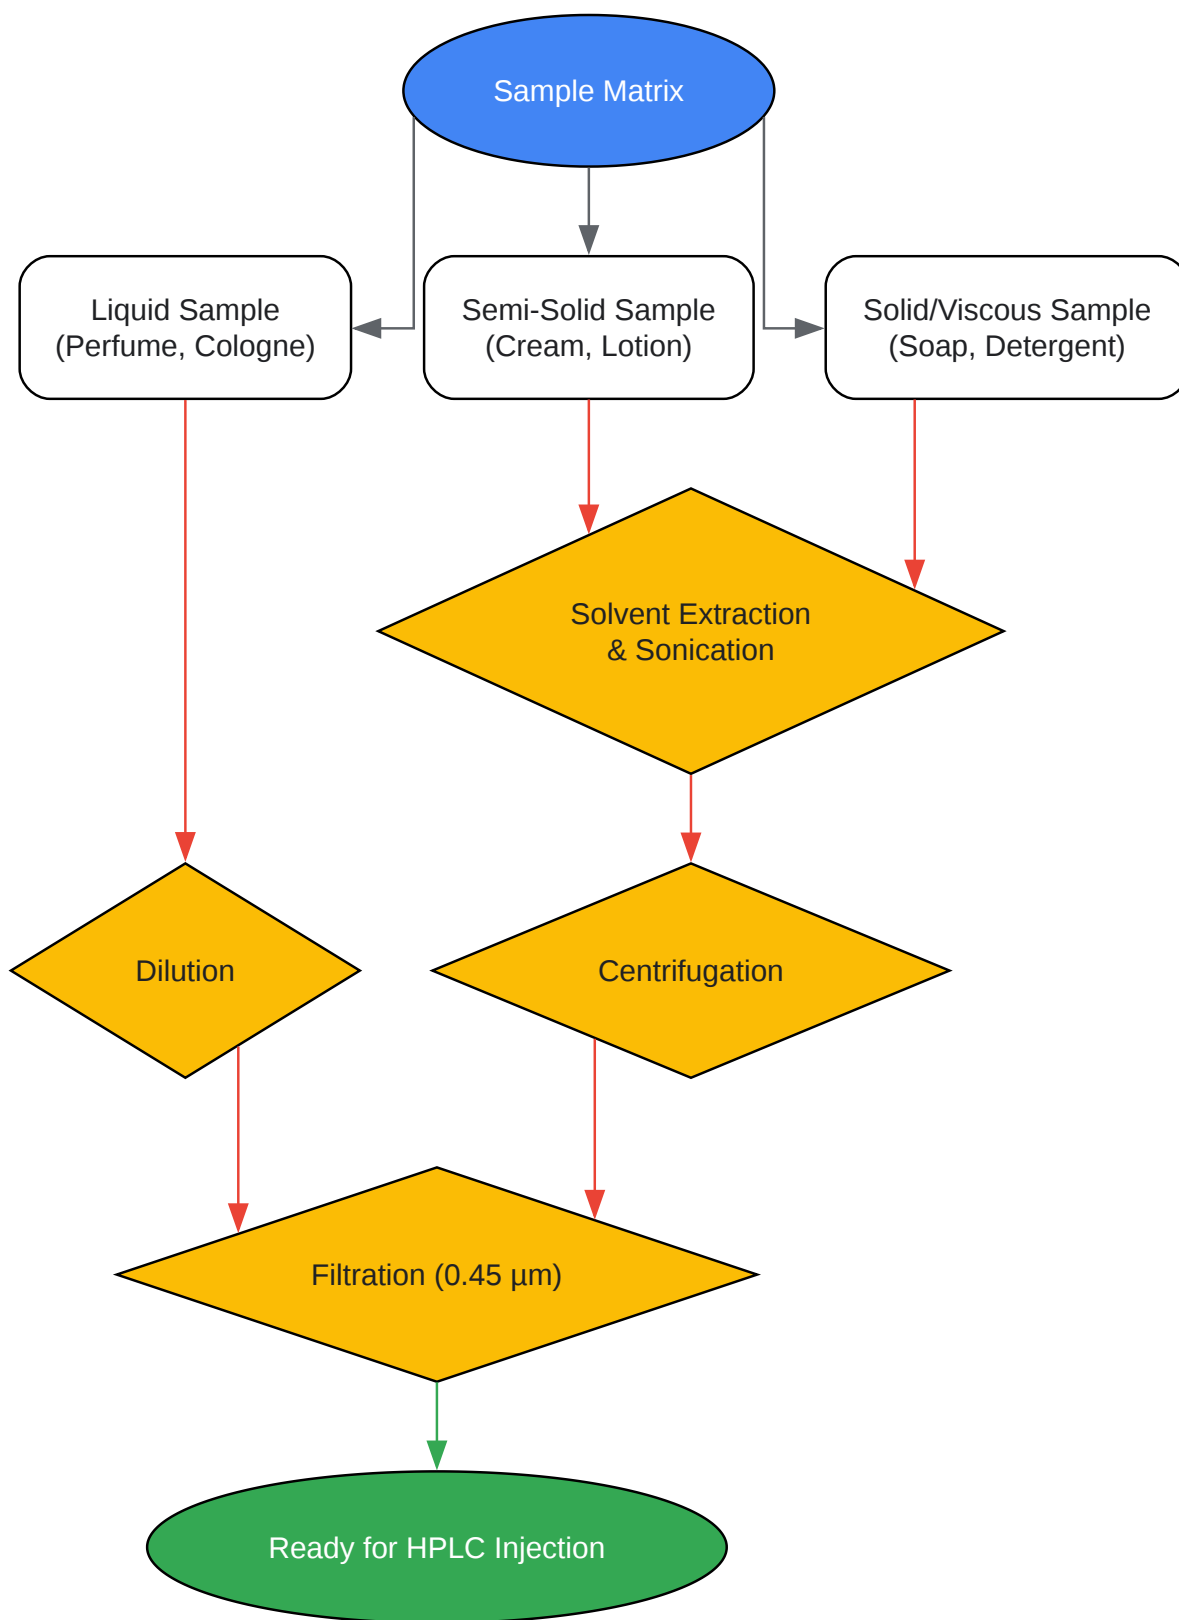 Sample Matrix
Liquid Sample
(Perfume, Cologne)
Semi-Solid Sample
(Cream, Lotion)
Solid/Viscous Sample
(Soap, Detergent)
Solvent Extraction
& Sonication
Dilution
Centrifugation
Filtration (0.45 µm)
Ready for HPLC Injection